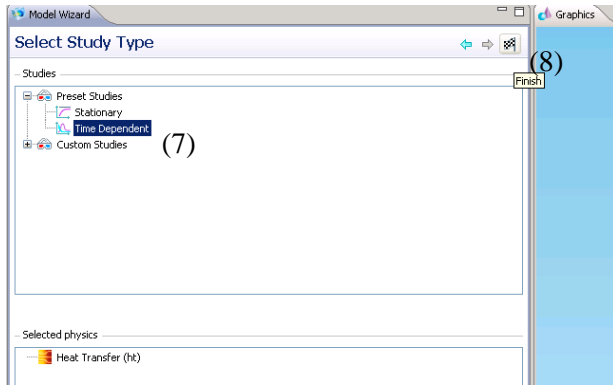 Model Wizard
Graphics
Select Study Type
(8)
Finish
Studies
Preset Studies
Stationary
Time Dependent
(7)
Custom Studies
Selected physics
Heat Transfer (ht)